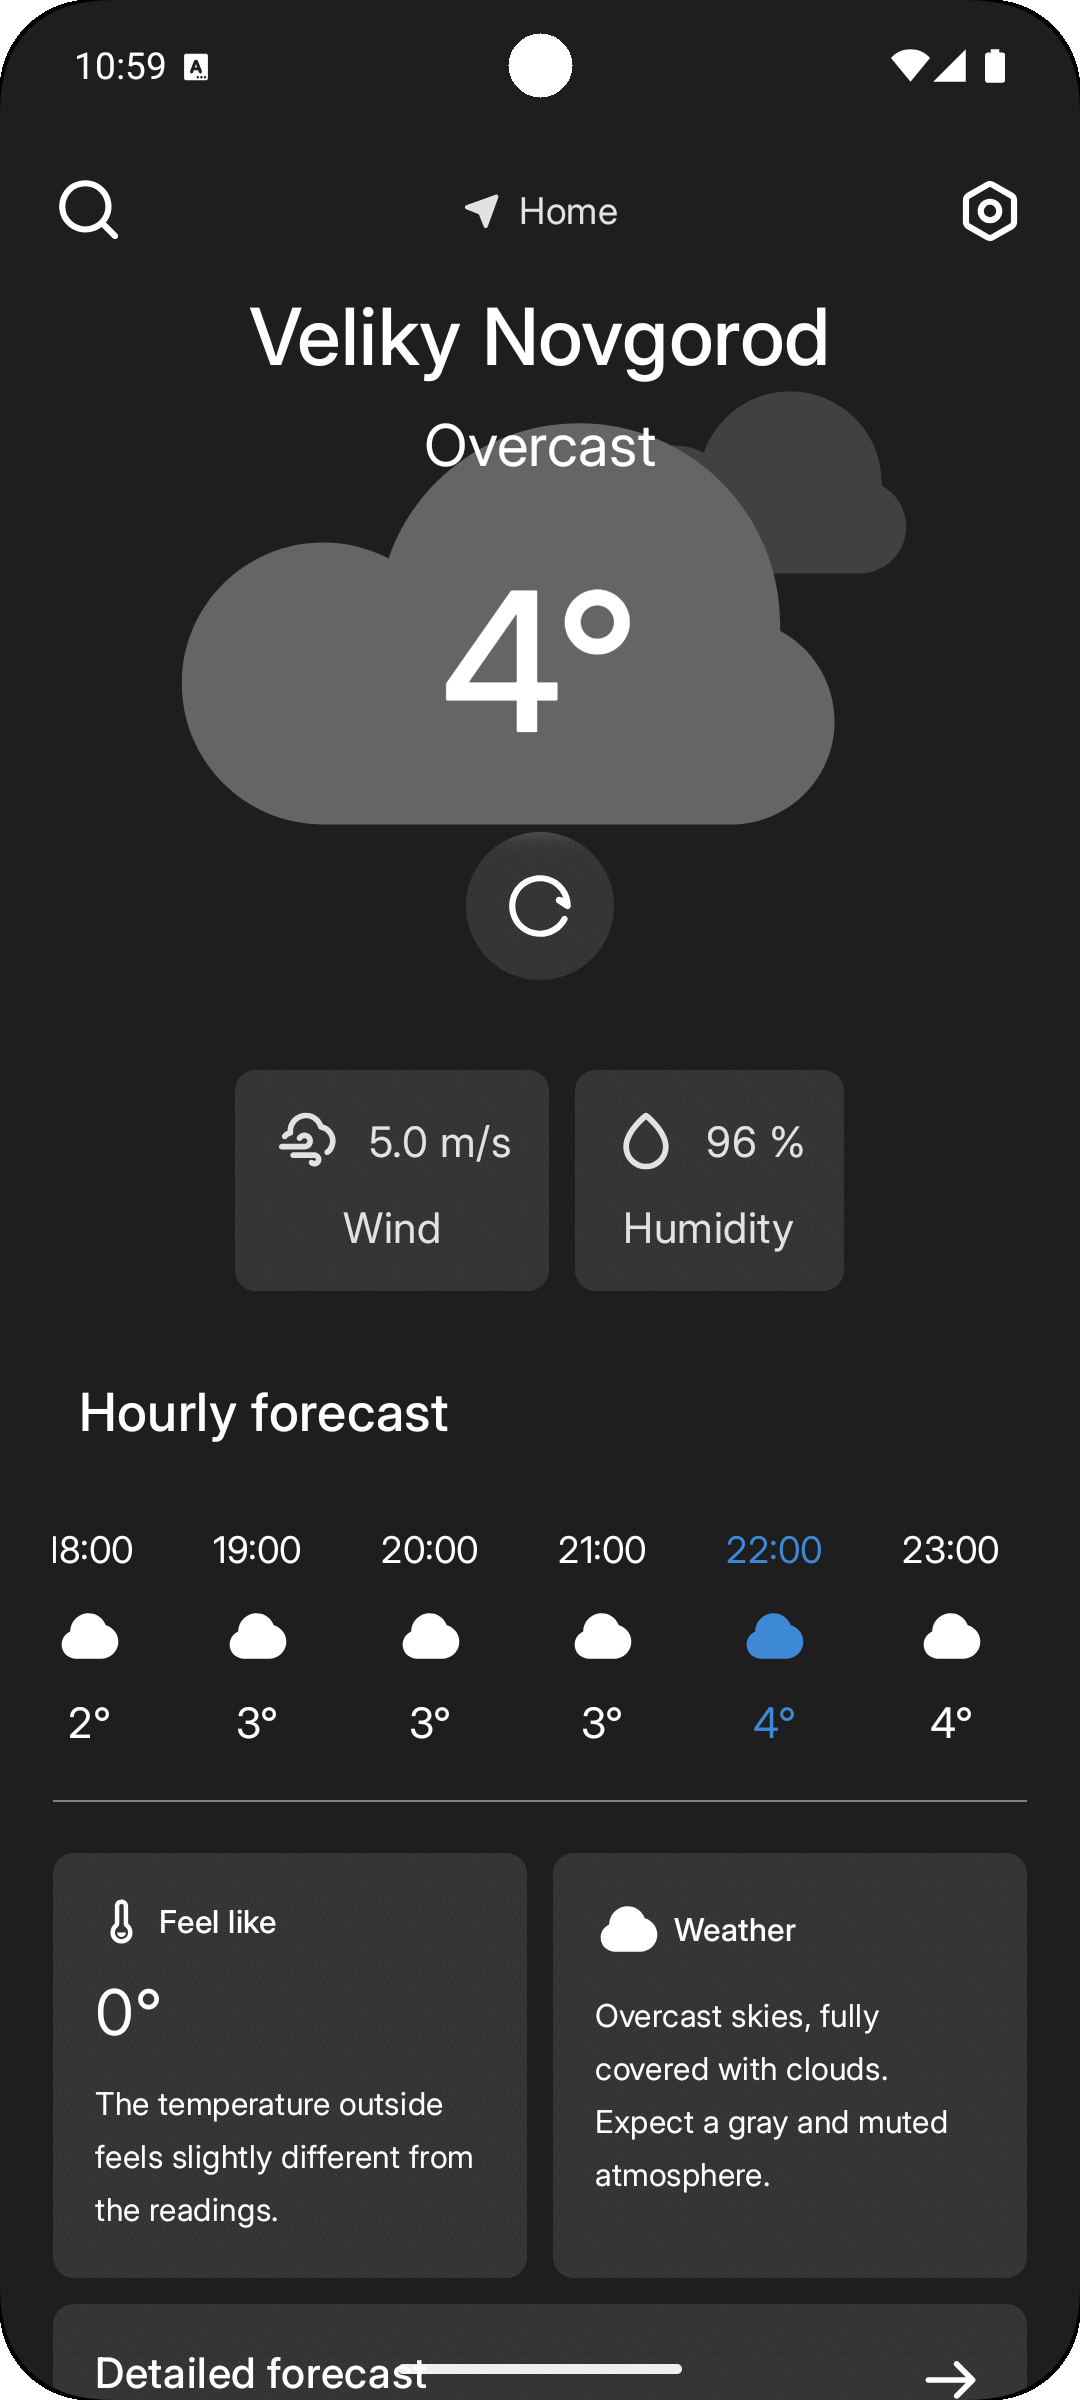 10:59
Home
Veliky Novgorod
Overcast
4°
5.0 m/s
Wind
96 %
Humidity
Hourly forecast
18:00 19:00 20:00 21:00 22:00 23:00
2° 3° 3° 3° 4° 4°
Feel like
0°
The temperature outside
feels slightly different from
the readings.
Weather
Overcast skies, fully
covered with clouds.
Expect a gray and muted
atmosphere.
Detailed forecast